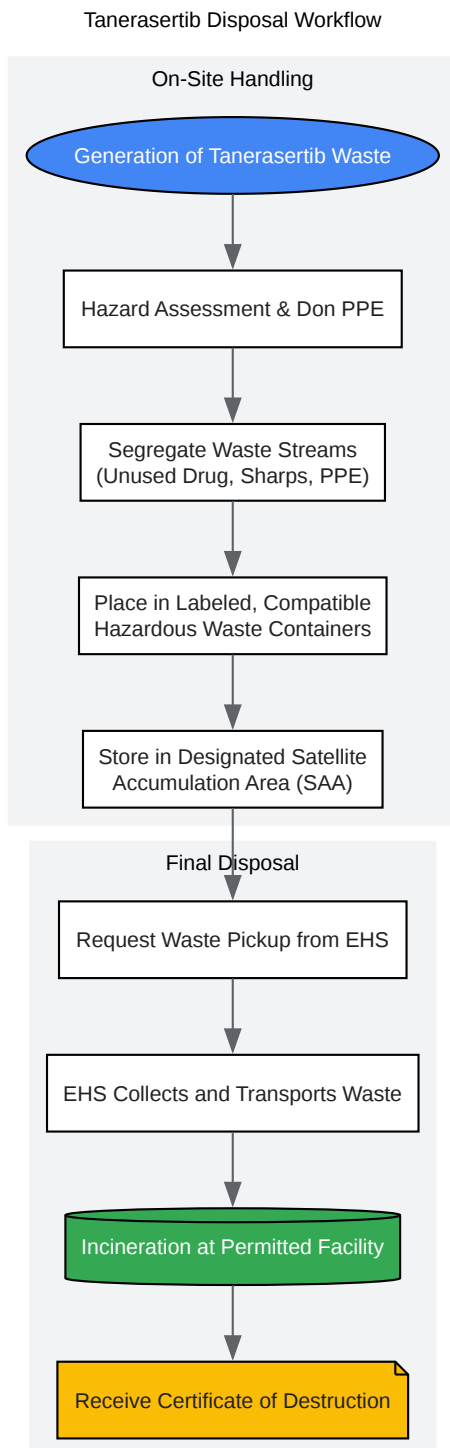 Tanerasertib Disposal Workflow
On-Site Handling
Generation of Tanerasertib Waste
Hazard Assessment & Don PPE
Segregate Waste Streams
(Unused Drug, Sharps, PPE)
Place in Labeled, Compatible
Hazardous Waste Containers
Store in Designated Satellite
Accumulation Area (SAA)
Final Disposal
Request Waste Pickup from EHS
EHS Collects and Transports Waste
Incineration at Permitted Facility
Receive Certificate of Destruction